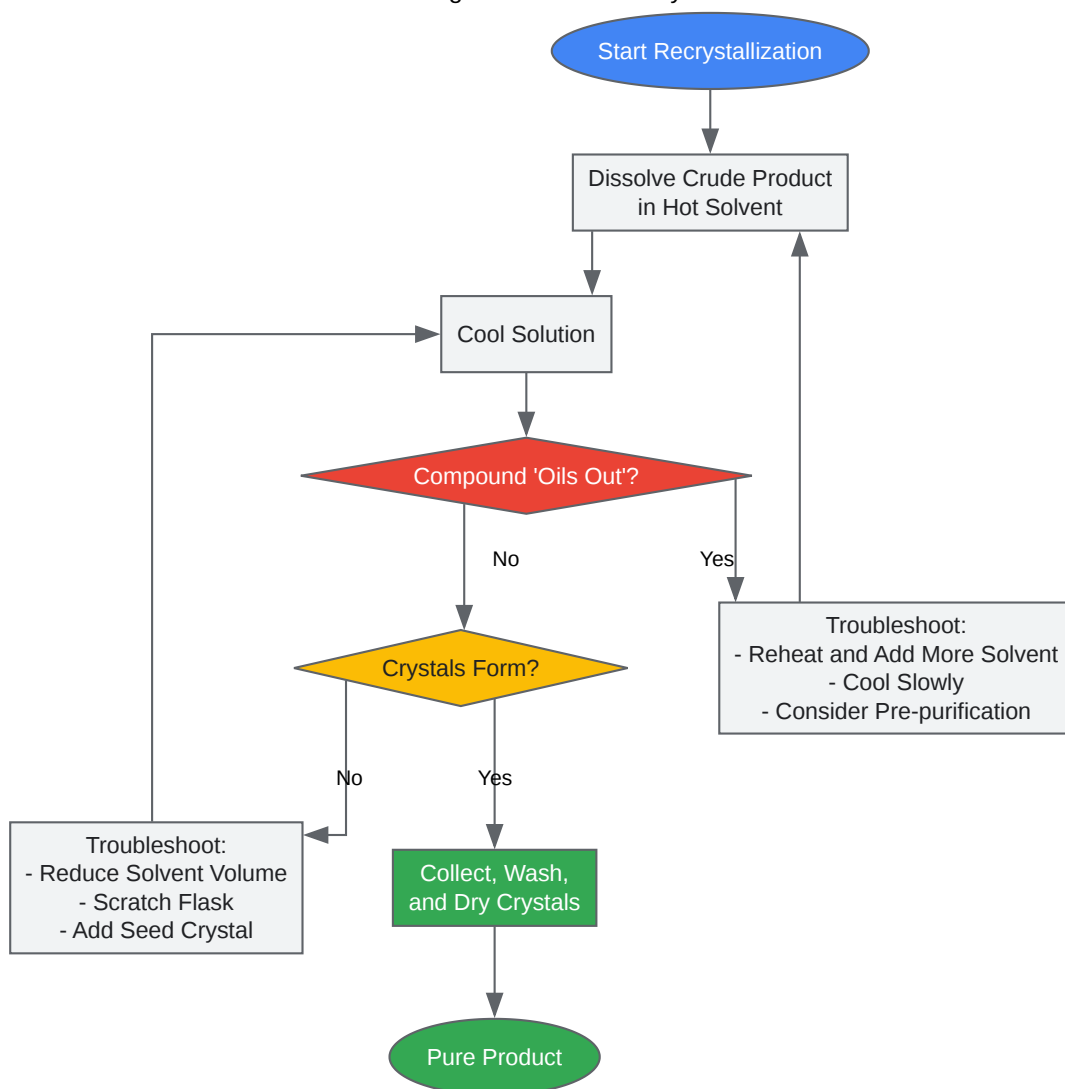 Start Recrystallization
Dissolve Crude Product
in Hot Solvent
Cool Solution
Compound 'Oils Out'?
No
Yes
Troubleshoot:
- Reheat and Add More Solvent
- Cool Slowly
- Consider Pre-purification
Crystals Form?
No
Yes
Troubleshoot:
- Reduce Solvent Volume
- Scratch Flask
- Add Seed Crystal
Collect, Wash,
and Dry Crystals
Pure Product